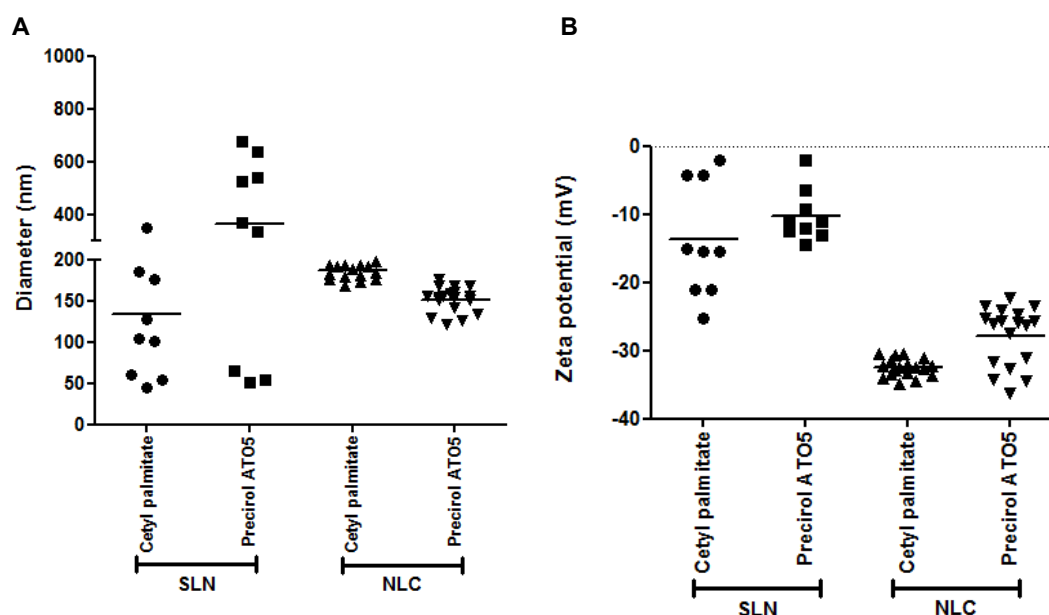 A
Diameter (nm)
1000
800
600
400
200
150
100
50
0
Cetyl palmitate
Precirol ATO5
Cetyl palmitate
Precirol ATO5
SLN
NLC
B
Zeta potential (mV)
0
-10
-20
-30
-40
Cetyl palmitate
Precirol ATO5
Cetyl palmitate
Precirol ATO5
SLN
NLC